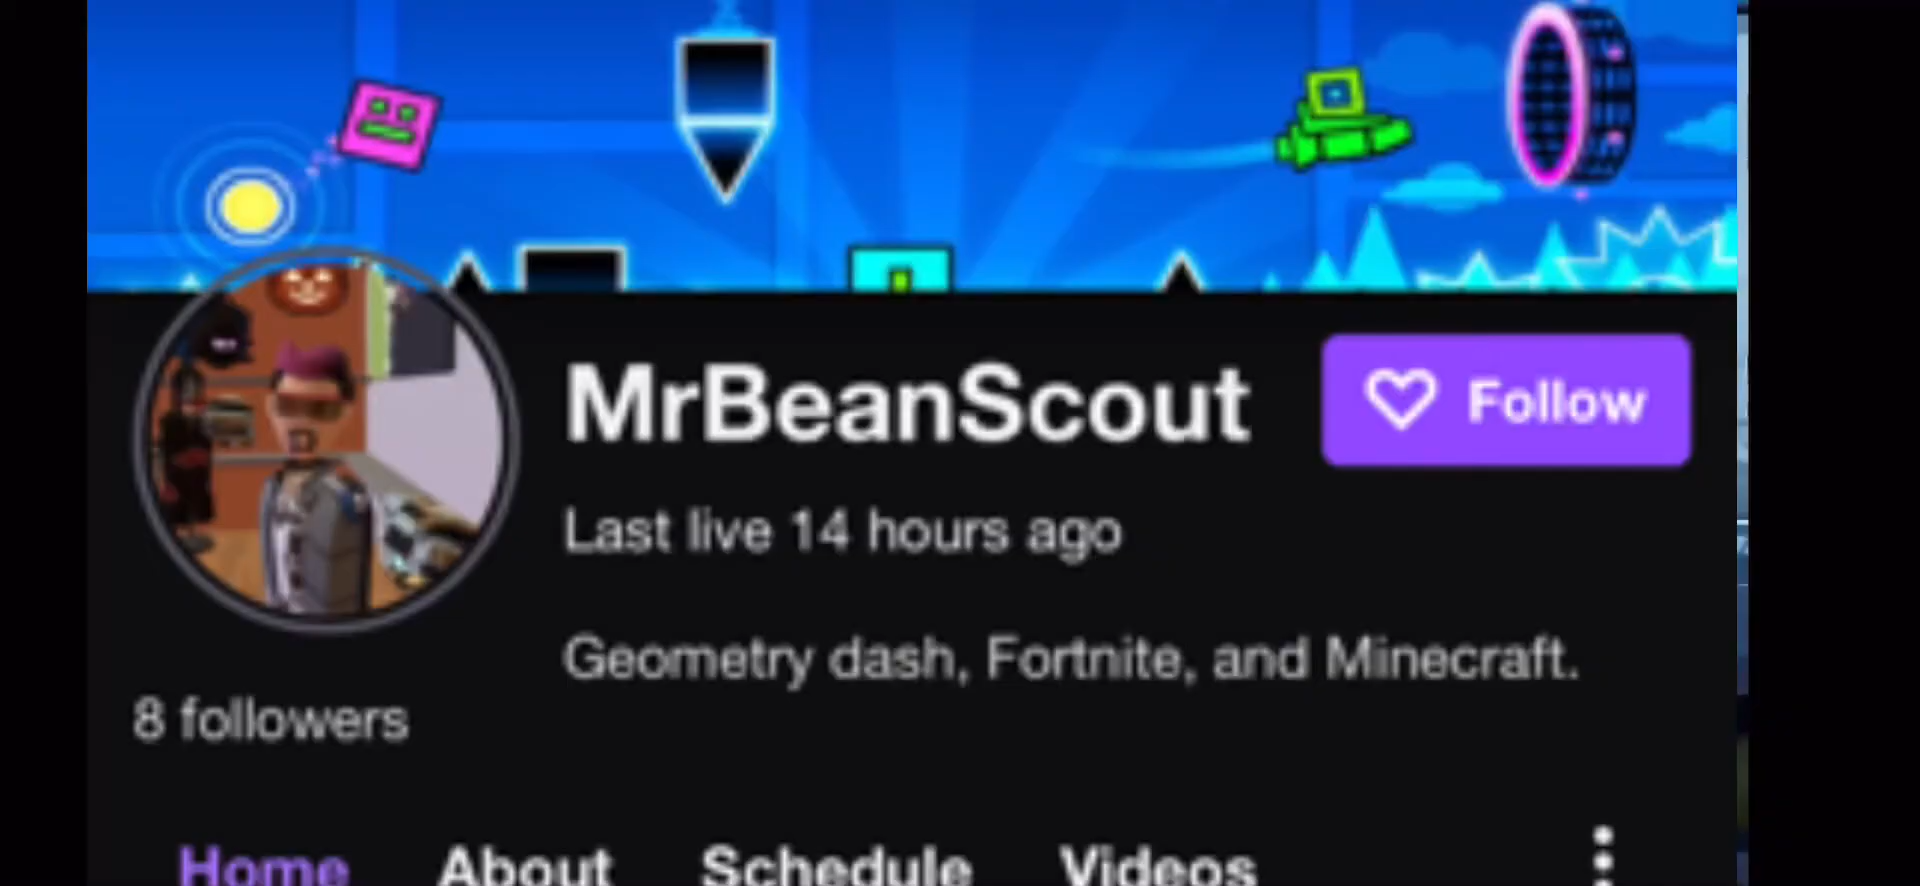 MrBeanScout
Follow
Last live 14 hours ago
Geometry dash, Fortnite, and Minecraft.
8 followers
Home About Schedule Videos